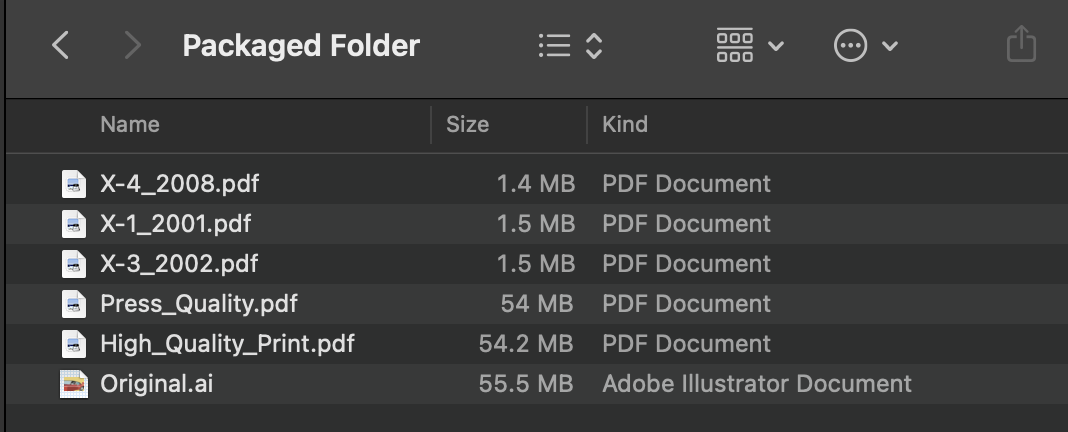 Packaged Folder
Name Size Kind
X-4_2008.pdf 1.4 MB PDF Document
X-1_2001.pdf 1.5 MB PDF Document
X-3_2002.pdf 1.5 MB PDF Document
Press_Quality.pdf 54 MB PDF Document
High_Quality_Print.pdf 54.2 MB PDF Document
Original.ai 55.5 MB Adobe Illustrator Document